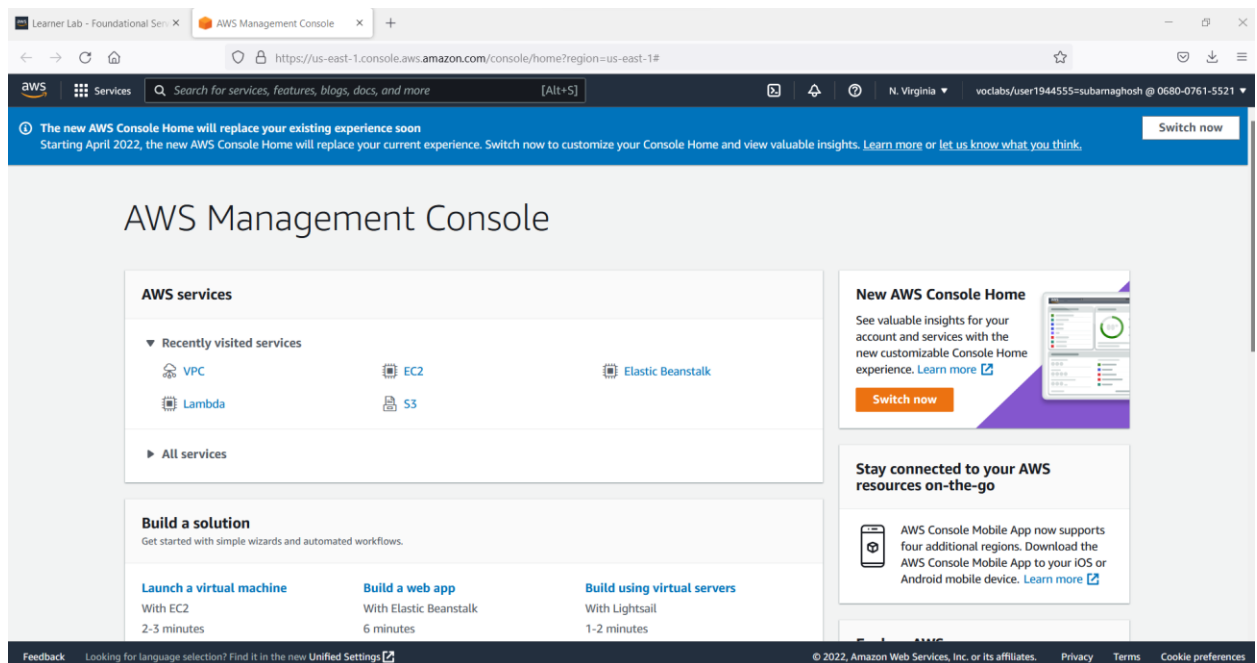 Learner Lab - Foundational Sen
AWS Management Console
https://us-east-1.console.aws.amazon.com/console/home?region=us-east-1#
aws
Services
Search for services, features, blogs, docs, and more
[Alt+S]
N. Virginia
voclabs/user1944555=subarnaghosh @ 0680-0761-5521
The new AWS Console Home will replace your existing experience soon
Starting April 2022, the new AWS Console Home will replace your current experience. Switch now to customize your Console Home and view valuable insights. Learn more or let us know what you think.
Switch now
AWS Management Console
AWS services
Recently visited services
VPC
EC2
Elastic Beanstalk
Lambda
S3
All services
Build a solution
Get started with simple wizards and automated workflows.
Launch a virtual machine
With EC2
2-3 minutes
Build a web app
With Elastic Beanstalk
6 minutes
Build using virtual servers
With Lightsail
1-2 minutes
New AWS Console Home
See valuable insights for your
account and services with the
new customizable Console Home
experience. Learn more
Switch now
Stay connected to your AWS
resources on-the-go
AWS Console Mobile App now supports
four additional regions. Download the
AWS Console Mobile App to your iOS or
Android mobile device. Learn more
Feedback
Looking for language selection? Find it in the new Unified Settings
© 2022, Amazon Web Services, Inc. or its affiliates.
Privacy
Terms
Cookie preferences